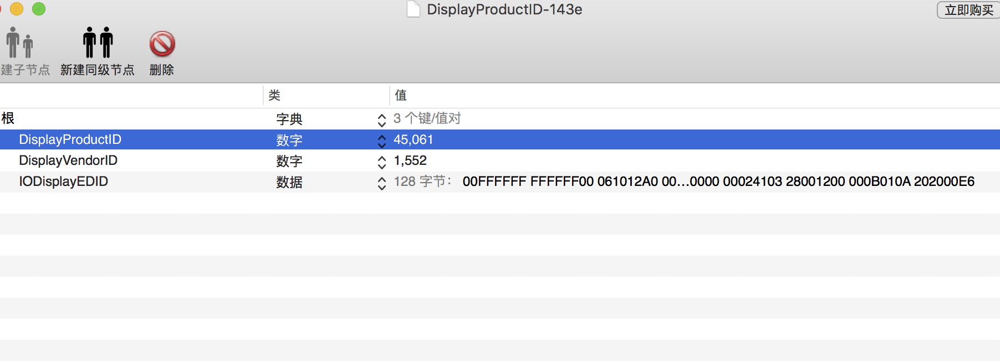 DisplayProductID-143e
立即购买
建子节点 新建同级节点 删除
类 值
根 字典 3 个键/值对
DisplayProductID 数字 45,061
DisplayVendorID 数字 1,552
IODisplayEDID 数据 128 字节： 00FFFFFF FFFFFF00 061012A0 00...0000 00024103 28001200 000B010A 202000E6